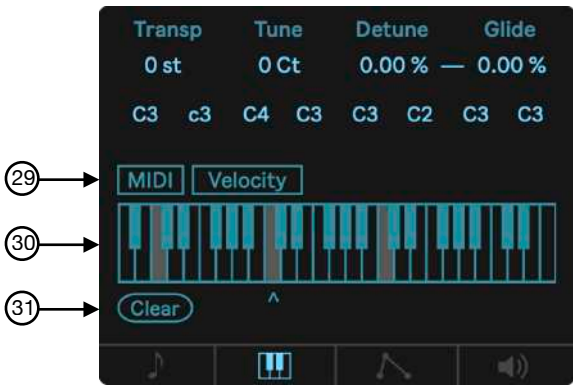 Transp Tune Detune Glide
0 st 0 Ct 0.00 % — 0.00 %
C3 c3 C4 C3 C3 C2 C3 C3
29 MIDI Velocity
30
31 Clear ^